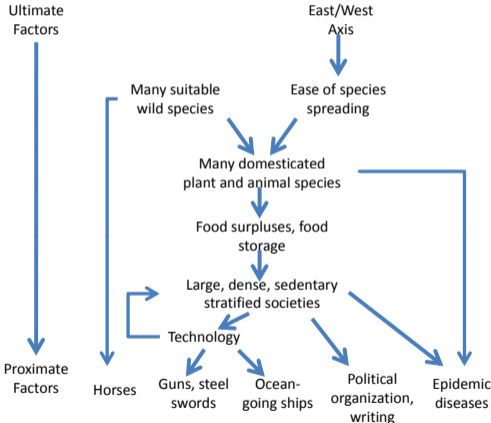 Ultimate
Factors
East/West
Axis
Many suitable
wild species
Ease of species
spreading
Many domesticated
plant and animal species
Food surpluses, food
storage
Large, dense, sedentary
stratified societies
Technology
Proximate
Factors
Horses
Guns, steel
swords
Ocean-
going ships
Political
organization,
writing
Epidemic
diseases